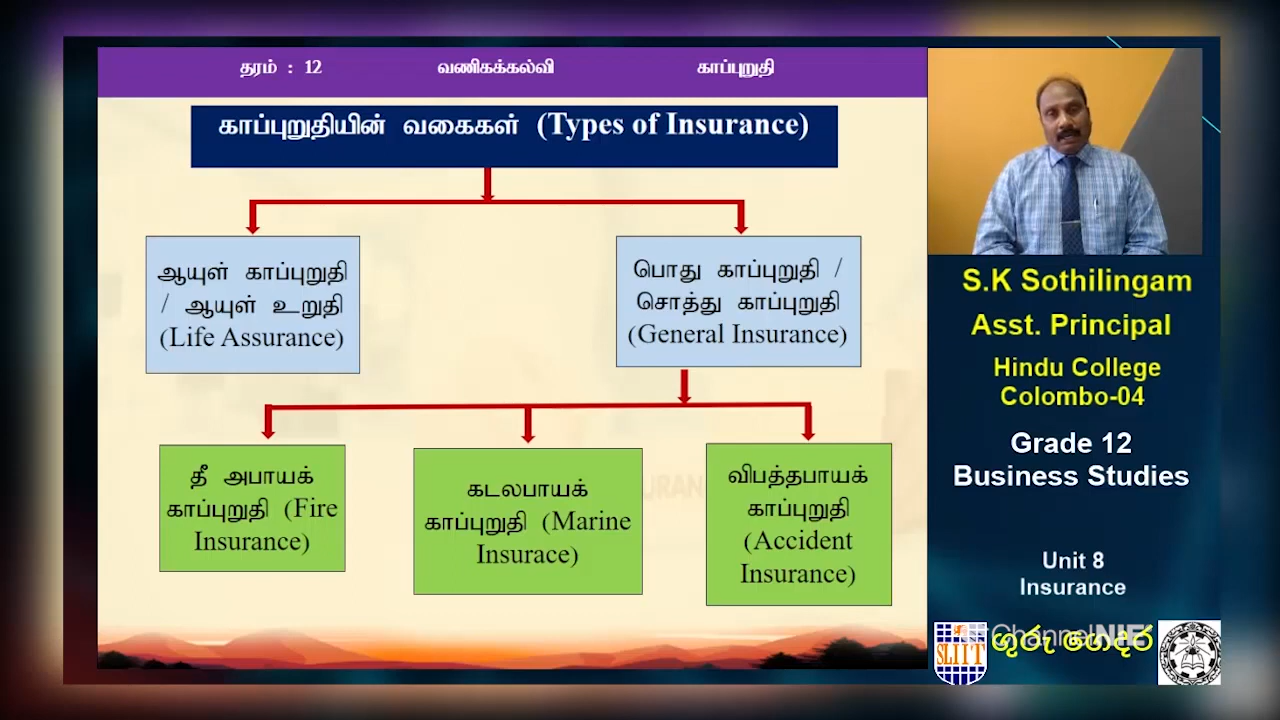 தரம் : 12 வணிகக்கல்வி காப்புறுதி
காப்புறுதியின் வகைகள் (Types of Insurance)
ஆயுள் காப்புறுதி
/ ஆயுள் உறுதி
(Life Assurance)
பொது காப்புறுதி /
சொத்து காப்புறுதி
(General Insurance)
தீ அபாயக்
காப்புறுதி (Fire
Insurance)
கடலபாயக்
காப்புறுதி (Marine
Insurace)
விபத்தபாயக்
காப்புறுதி
(Accident
Insurance)
S.K Sothilingam
Asst. Principal
Hindu College
Colombo-04
Grade 12
Business Studies
Unit 8
Insurance
SLIIT
ගුරු ගෙදර
Channel NIE